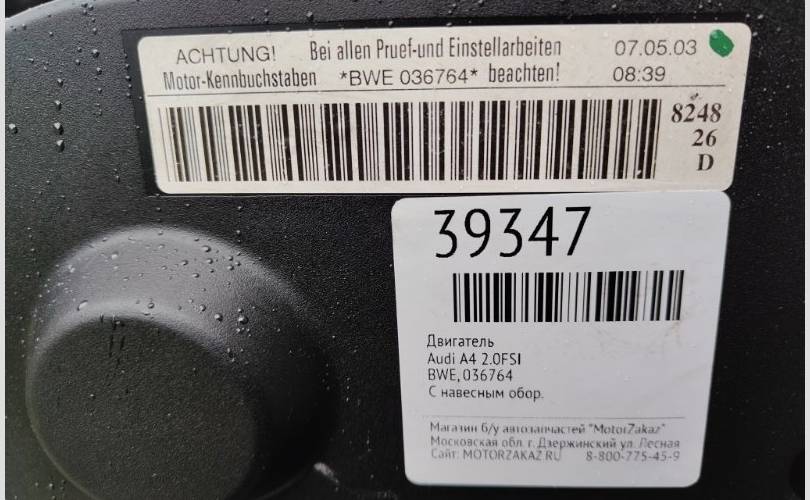 ACHTUNG! Bei allen Pruef-und Einstellarbeiten 07.05.03
Motor-Kennbuchstaben *BWE 036764* beachten! 08:39
8248
26
D
39347
Двигатель
Audi A4 2.0FSI
BWE, 036764
С навесным обор.
Магазин б/у автозапчастей "MotorZakaz"
Московская обл. г. Дзержинский ул. Лесная
Сайт: MOTORZAKAZ.RU 8-800-775-45-9